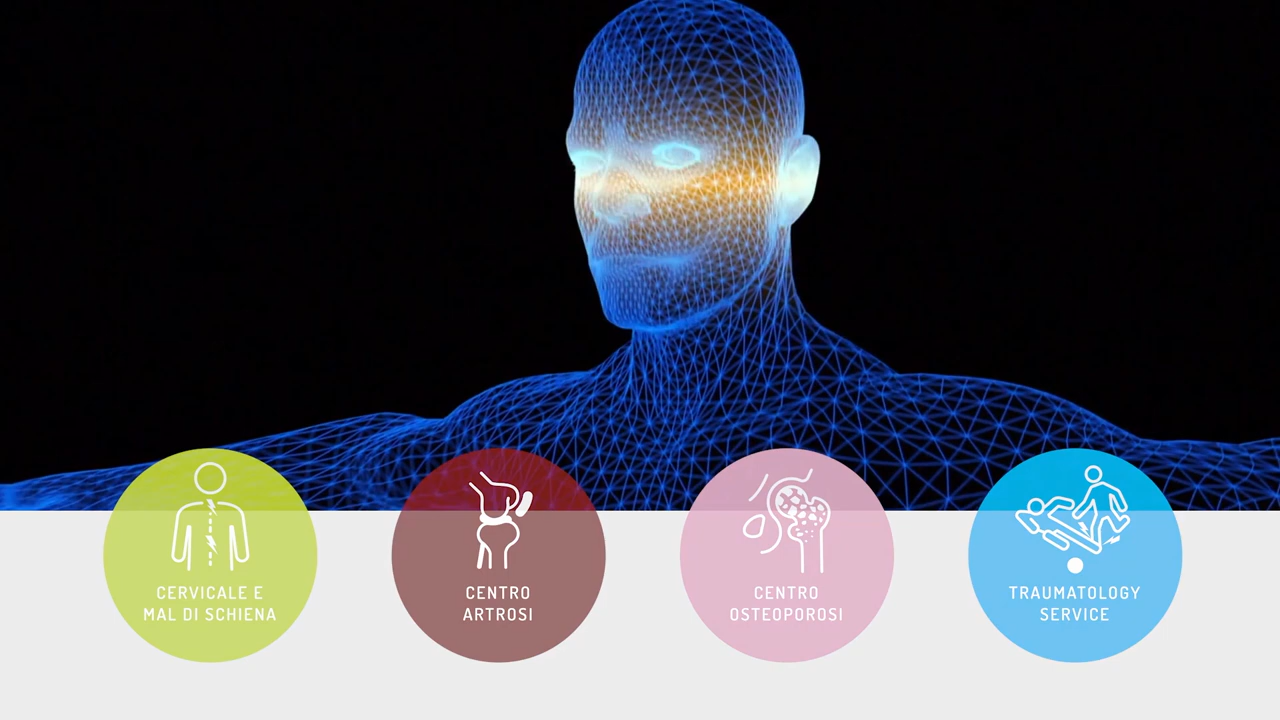 CERVICALE E
MAL DI SCHIENA
CENTRO
ARTROSI
CENTRO
OSTEOPOROSI
TRAUMATOLOGY
SERVICE